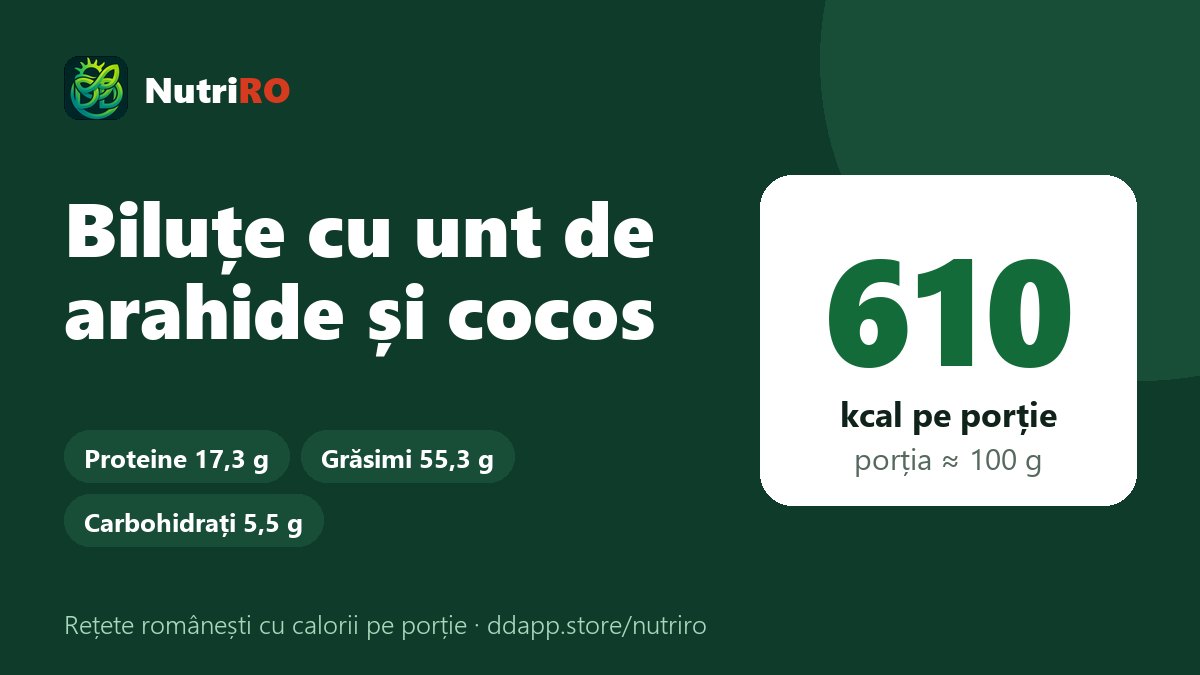 NutriRO
Biluțe cu unt de
arahide și cocos
Proteine 17,3 g
Grăsimi 55,3 g
Carbohidrați 5,5 g
610
kcal pe porție
porția ≈ 100 g
Rețete românești cu calorii pe porție · ddapp.store/nutriro